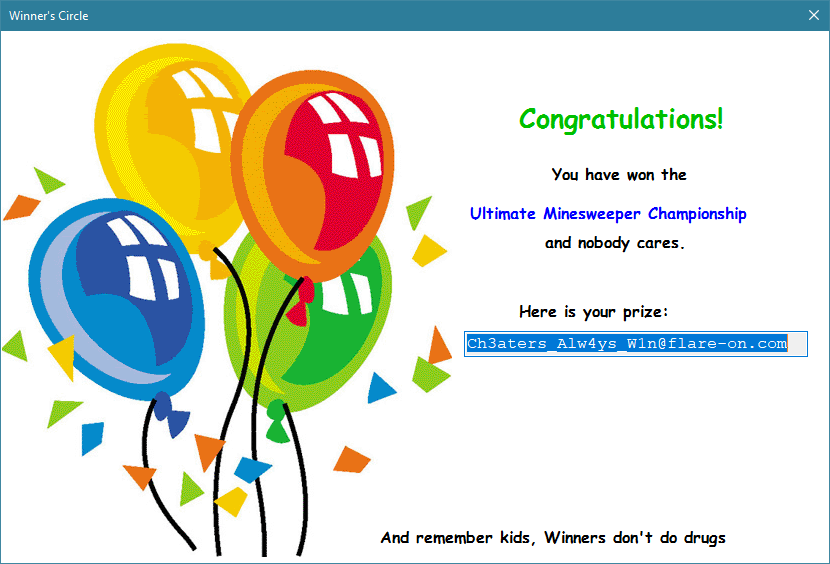 Winner's Circle
Congratulations!
You have won the
Ultimate Minesweeper Championship
and nobody cares.
Here is your prize:
Ch3aters_Alw4ys_W1n@flare-on.com
And remember kids, Winners don't do drugs